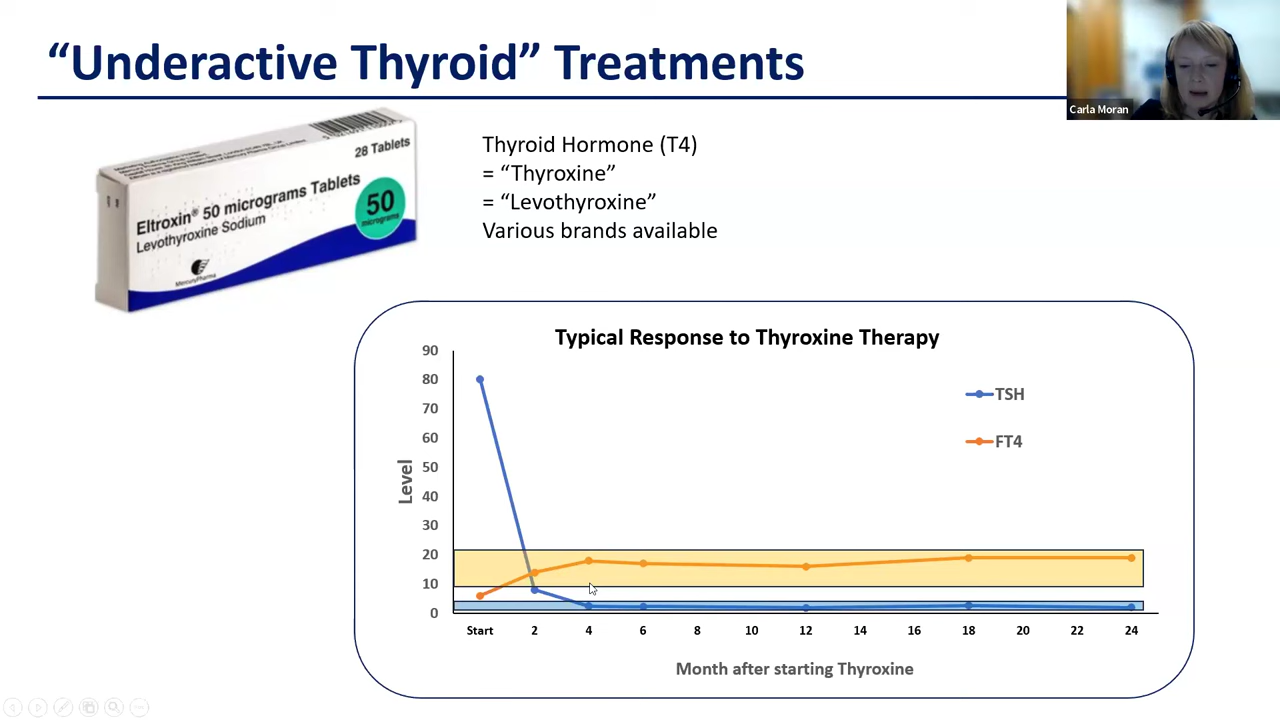 “Underactive Thyroid” Treatments
Carla Moran
28 Tablets
Eltroxin® 50 micrograms Tablets
Levothyroxine Sodium
50
micrograms
MercuryPharma
Thyroid Hormone (T4)
= “Thyroxine”
= “Levothyroxine”
Various brands available
Typical Response to Thyroxine Therapy
90
80
70
60
50
40
30
20
10
0
Level
TSH
FT4
Start 2 4 6 8 10 12 14 16 18 20 22 24
Month after starting Thyroxine